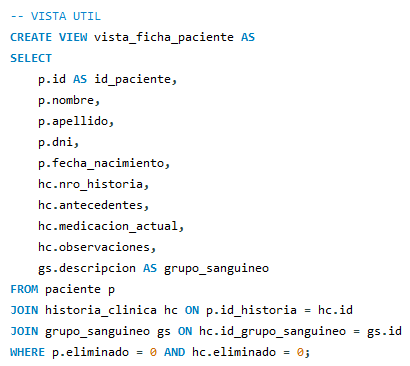 -- VISTA UTIL
CREATE VIEW vista_ficha_paciente AS
SELECT
    p.id AS id_paciente,
    p.nombre,
    p.apellido,
    p.dni,
    p.fecha_nacimiento,
    hc.nro_historia,
    hc.antecedentes,
    hc.medicacion_actual,
    hc.observaciones,
    gs.descripcion AS grupo_sanguineo
FROM paciente p
JOIN historia_clinica hc ON p.id_historia = hc.id
JOIN grupo_sanguineo gs ON hc.id_grupo_sanguineo = gs.id
WHERE p.eliminado = 0 AND hc.eliminado = 0;